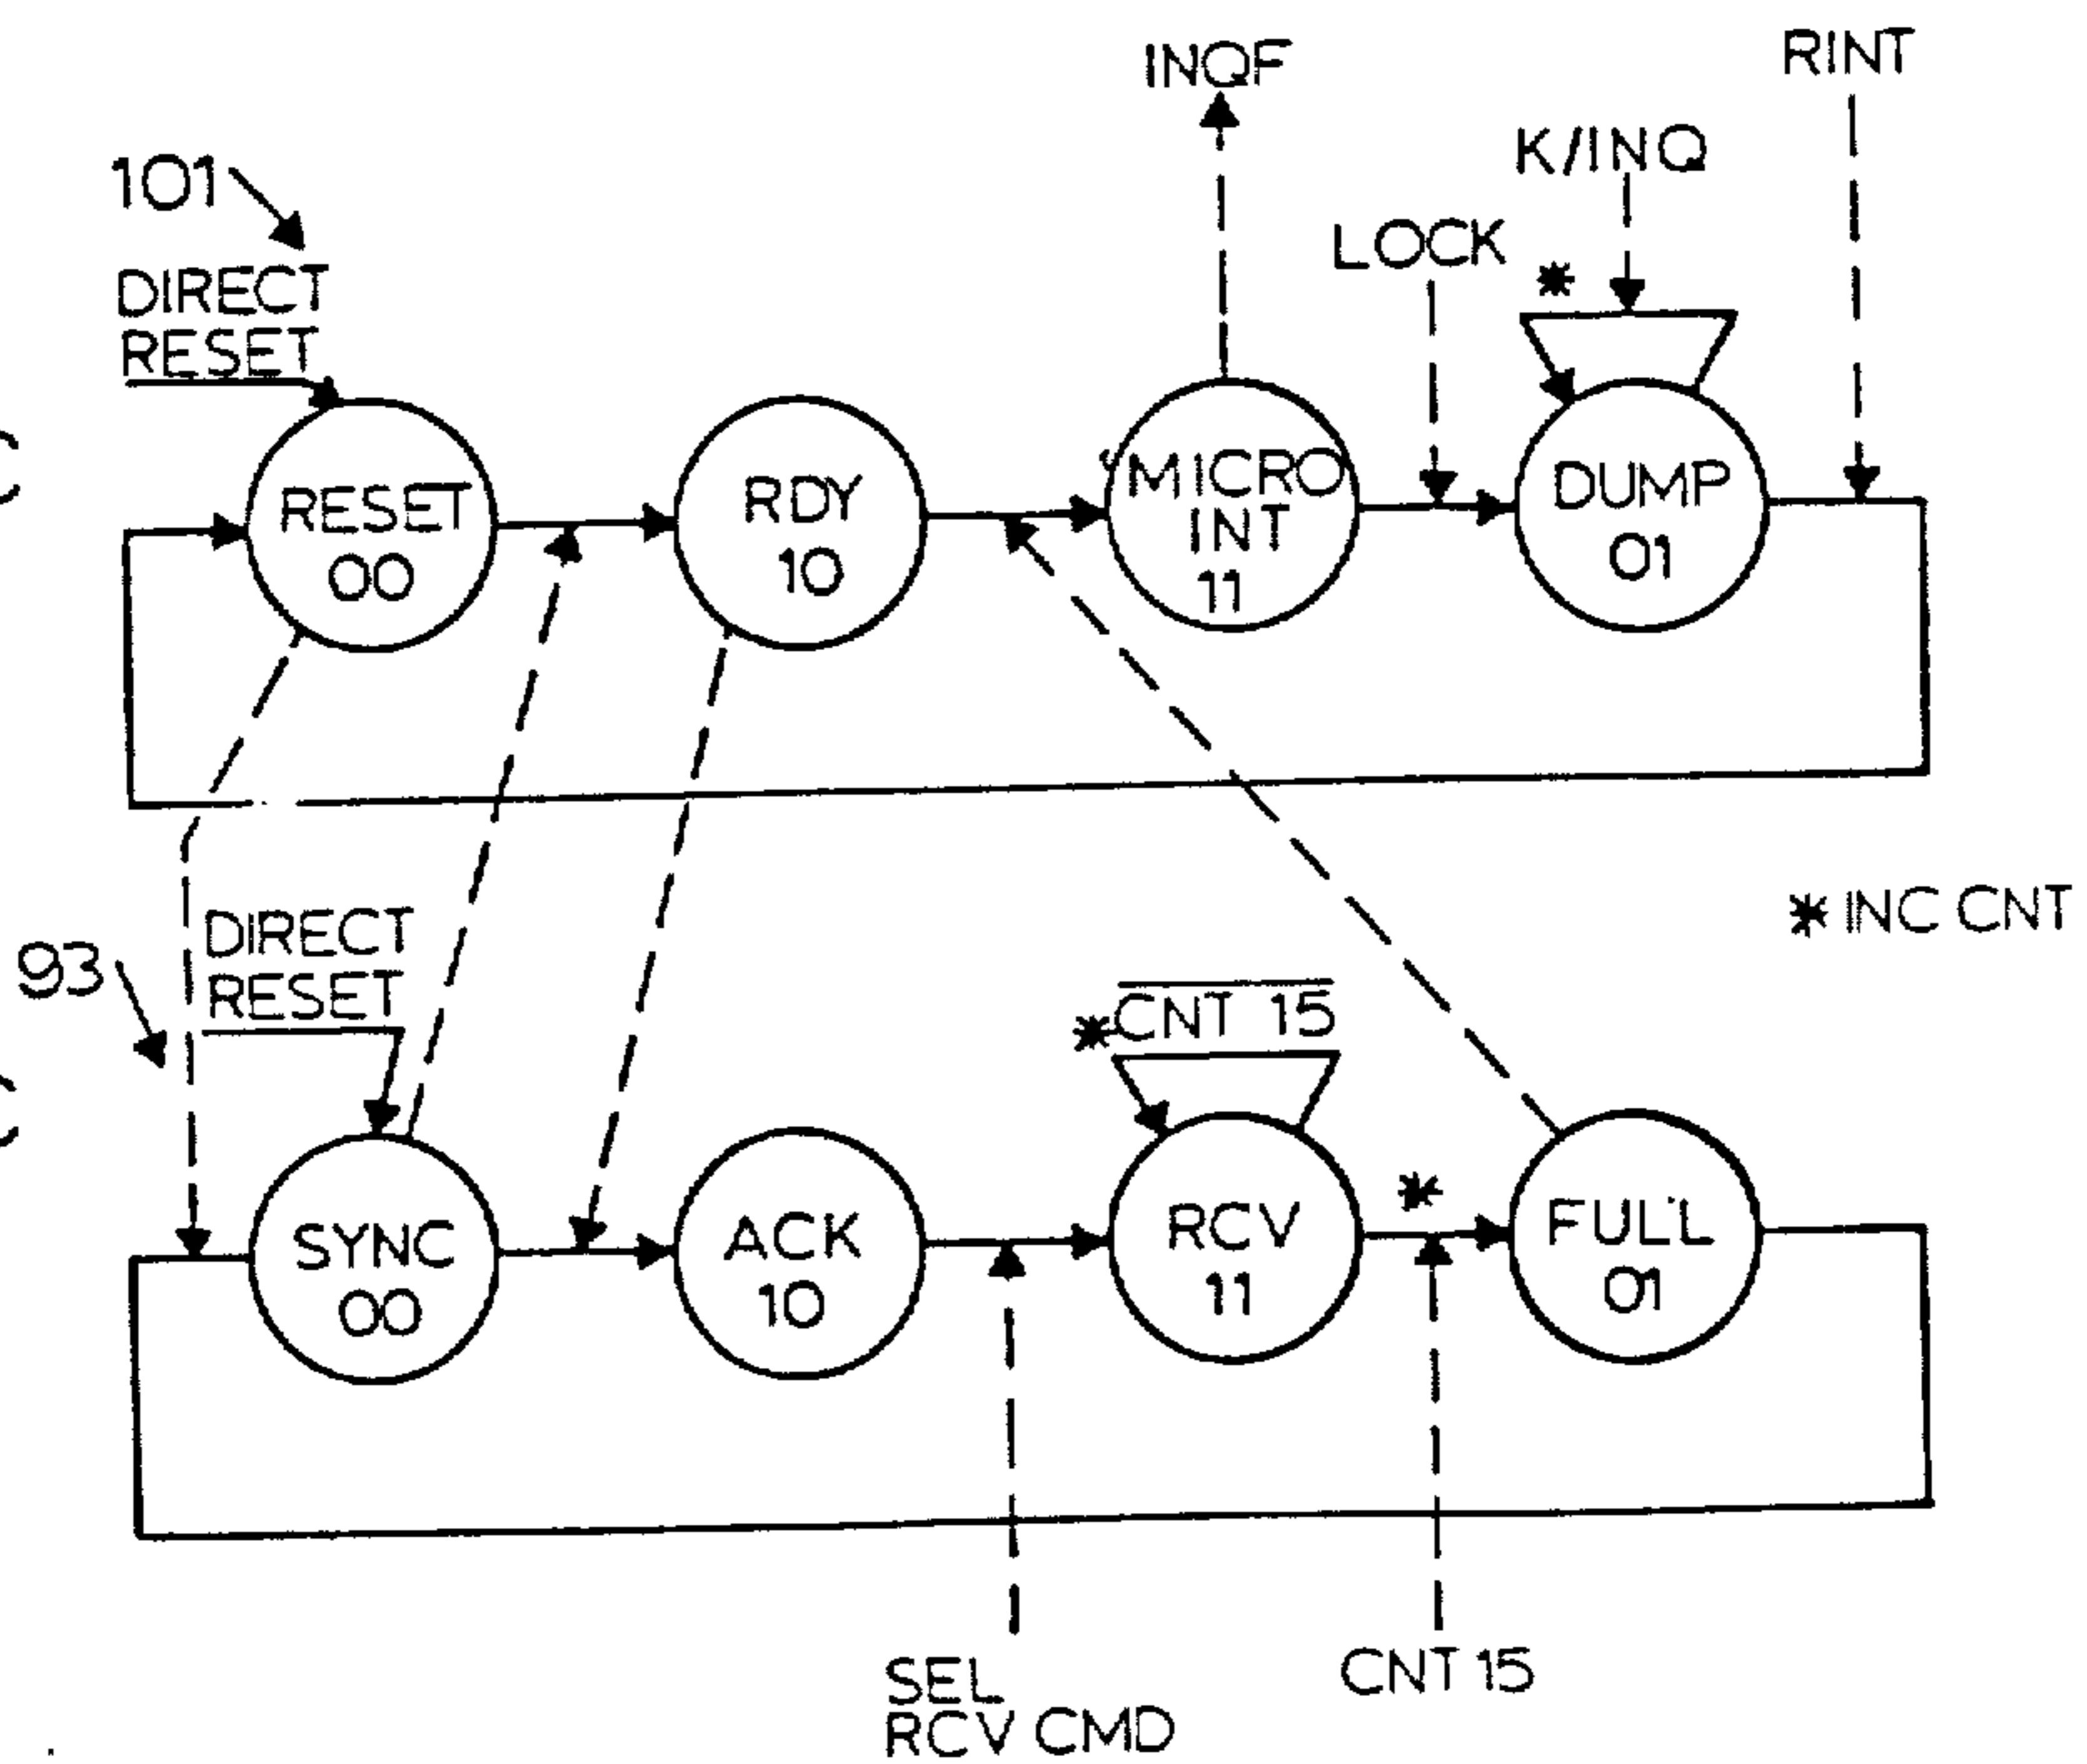 INQF
RINT
K/INQ
101
LOCK
*
DIRECT
RESET
RESET
00
RDY
10
MICRO
INT
11
DUMP
01
* INC CNT
93
DIRECT
RESET
* CNT 15
SYNC
00
ACK
10
RCV
11
*
FULL
01
SEL
RCV CMD
CNT 15